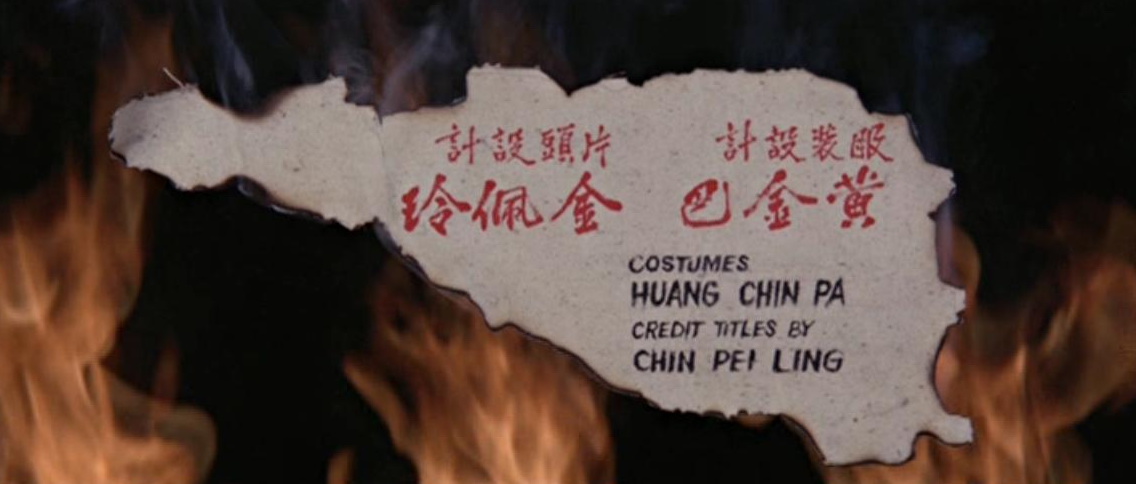 服裝設計 片頭設計
黃金巴 金佩玲
COSTUMES
HUANG CHIN PA
CREDIT TITLES BY
CHIN PEI LING